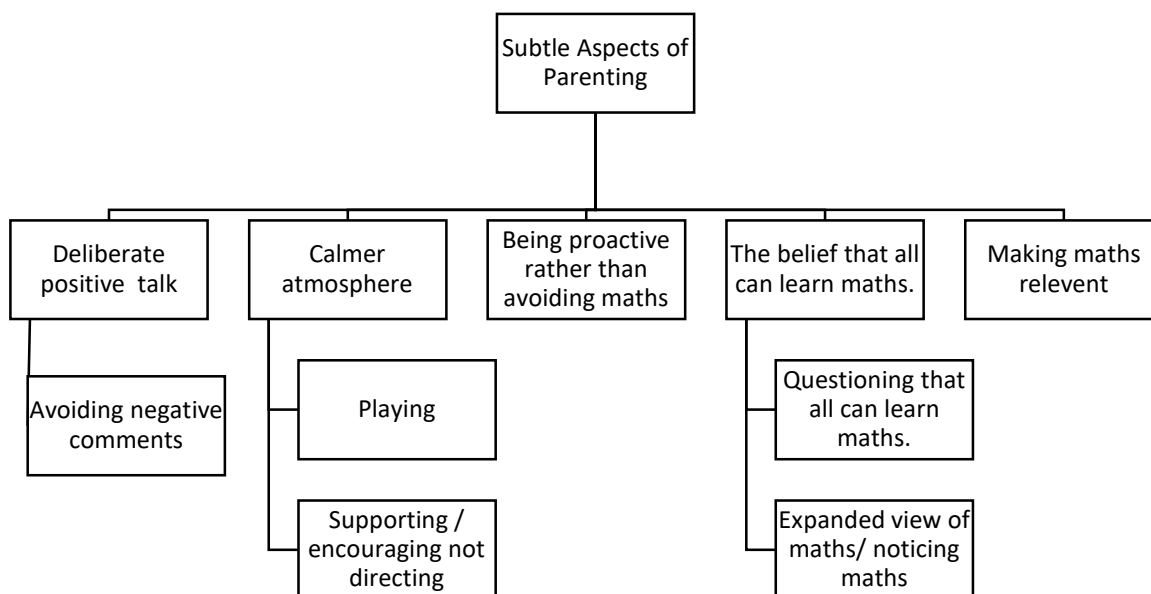 Subtle Aspects of
Parenting
Deliberate
positive talk
Calmer
atmosphere
Being proactive
rather than
avoiding maths
The belief that all
can learn maths.
Making maths
relevent
Avoiding negative
comments
Playing
Questioning that
all can learn
maths.
Supporting /
encouraging not
directing
Expanded view of
maths/ noticing
maths